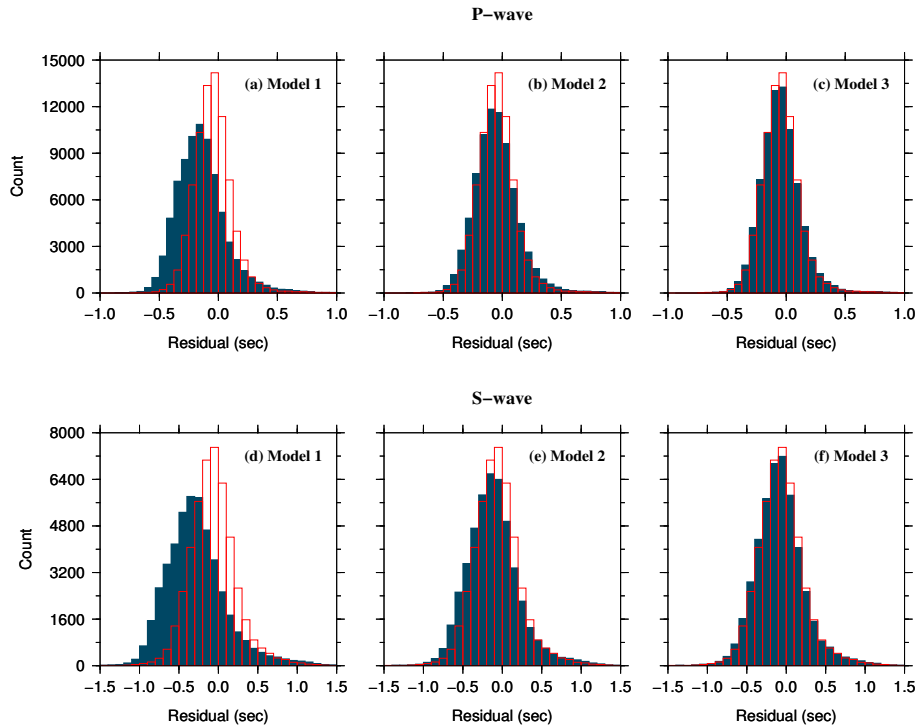 P−wave
(a) Model 1
(b) Model 2
(c) Model 3
15000
12000
9000
6000
3000
0
Count
−1.0 −0.5 0.0 0.5 1.0
−1.0 −0.5 0.0 0.5 1.0
−1.0 −0.5 0.0 0.5 1.0
Residual (sec)
Residual (sec)
Residual (sec)
S−wave
(d) Model 1
(e) Model 2
(f) Model 3
8000
6400
4800
3200
1600
0
Count
−1.5 −1.0 −0.5 0.0 0.5 1.0 1.5
−1.5 −1.0 −0.5 0.0 0.5 1.0 1.5
−1.5 −1.0 −0.5 0.0 0.5 1.0 1.5
Residual (sec)
Residual (sec)
Residual (sec)